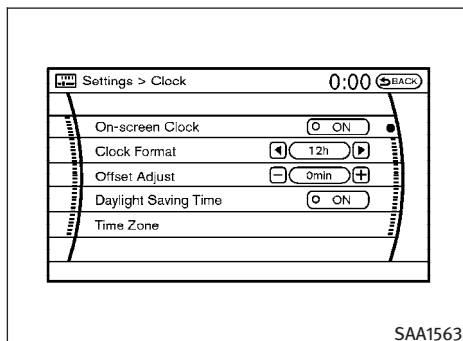 Settings > Clock 0:00 BACK
On-screen Clock ON
Clock Format 12h
Offset Adjust 0min
Daylight Saving Time ON
Time Zone
SAA1563